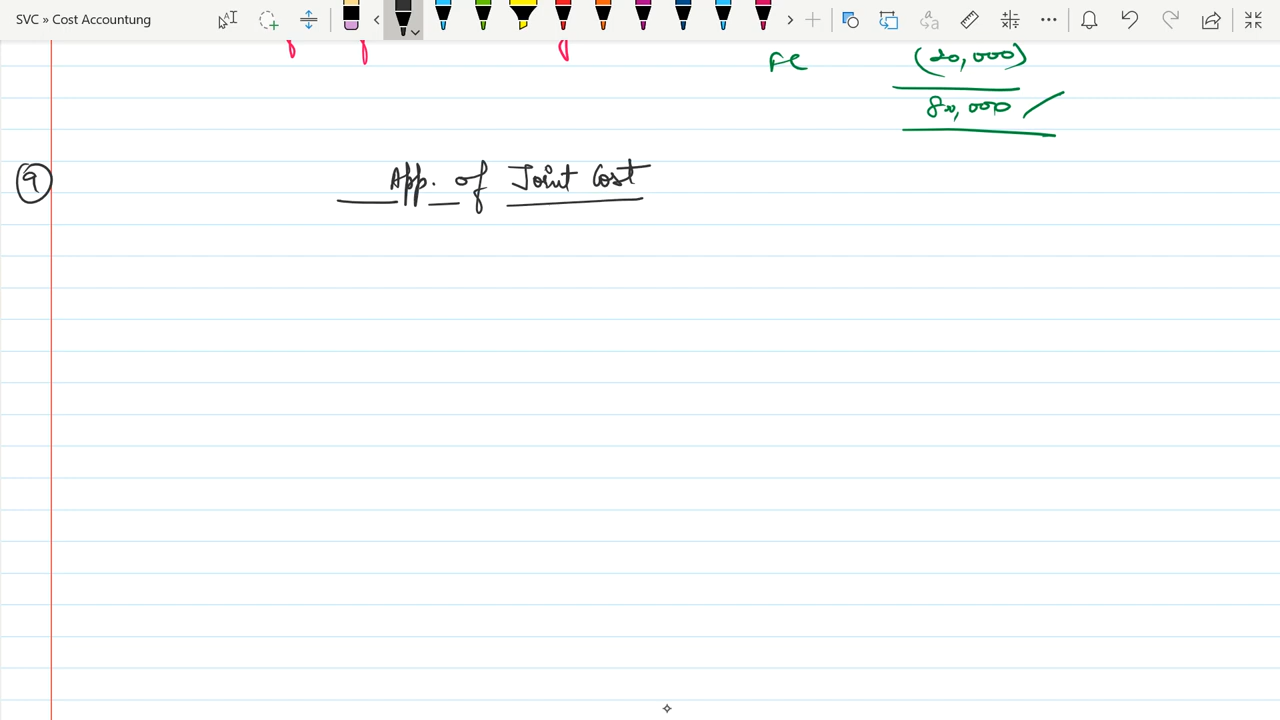 SVC » Cost Accountung
FC (20,000)
80,000
9 App. of Joint Cost